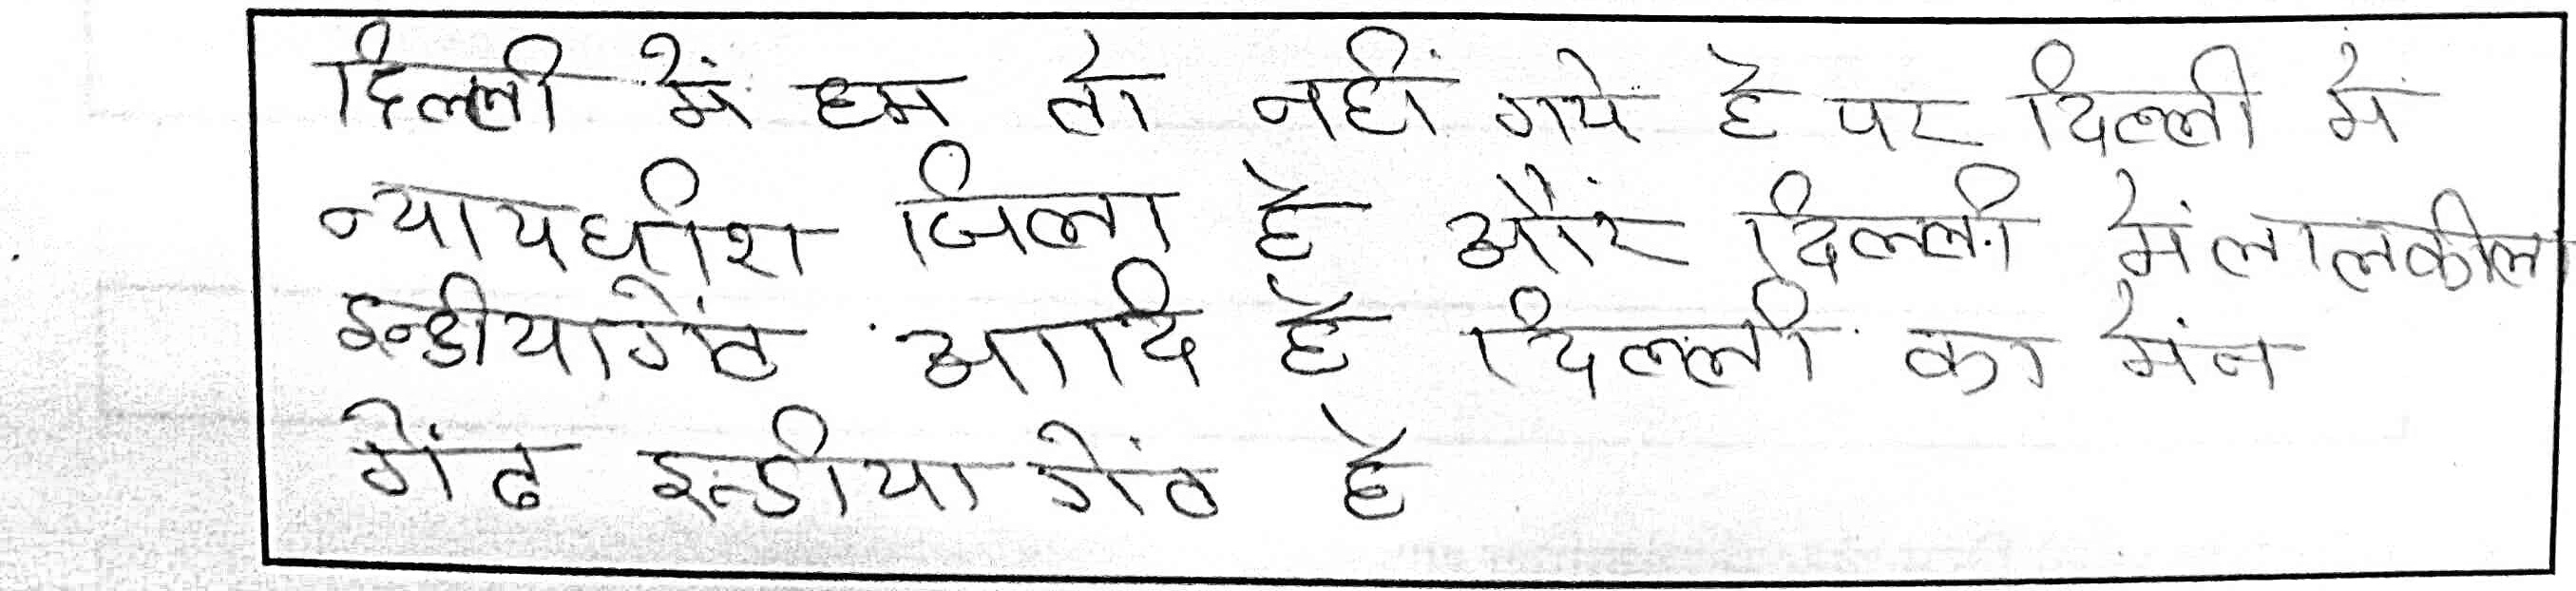 दिल्ली में हम तो नहीं गये है पर दिल्ली में
न्यायधीश जिला है और दिल्ली में लालकीला
इन्डीयागेंट आदि है दिल्ली का मेंन
गेंट इन्डीया गेंट है